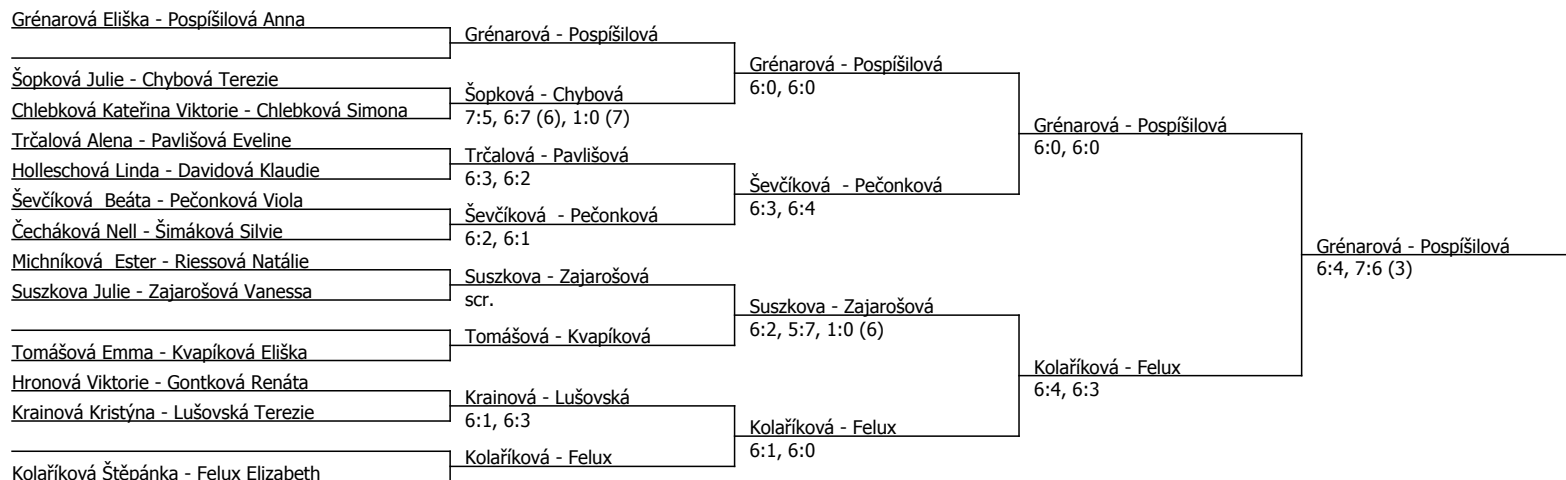 Grénarová Eliška - Pospíšilová Anna
Grénarová - Pospíšilová
Grénarová - Pospíšilová
6:0, 6:0
Šopková Julie - Chybová Terezie
Šopková - Chybová
7:5, 6:7 (6), 1:0 (7)
Chlebková Kateřina Viktorie - Chlebková Simona
Grénarová - Pospíšilová
6:0, 6:0
Trčalová Alena - Pavlišová Eveline
Trčalová - Pavlišová
6:3, 6:2
Holleschová Linda - Davidová Klaudie
Ševčíková  - Pečonková
6:3, 6:4
Ševčíková  Beáta - Pečonková Viola
Ševčíková  - Pečonková
6:2, 6:1
Čecháková Nell - Šimáková Silvie
Grénarová - Pospíšilová
6:4, 7:6 (3)
Michníková  Ester - Riessová Natálie
Suszkova - Zajarošová
scr.
Suszkova Julie - Zajarošová Vanessa
Suszkova - Zajarošová
6:2, 5:7, 1:0 (6)
Tomášová - Kvapíková
Tomášová Emma - Kvapíková Eliška
Kolaříková - Felux
6:4, 6:3
Hronová Viktorie - Gontková Renáta
Krainová - Lušovská
6:1, 6:3
Krainová Kristýna - Lušovská Terezie
Kolaříková - Felux
6:1, 6:0
Kolaříková - Felux
Kolaříková Štěpánka - Felux Elizabeth